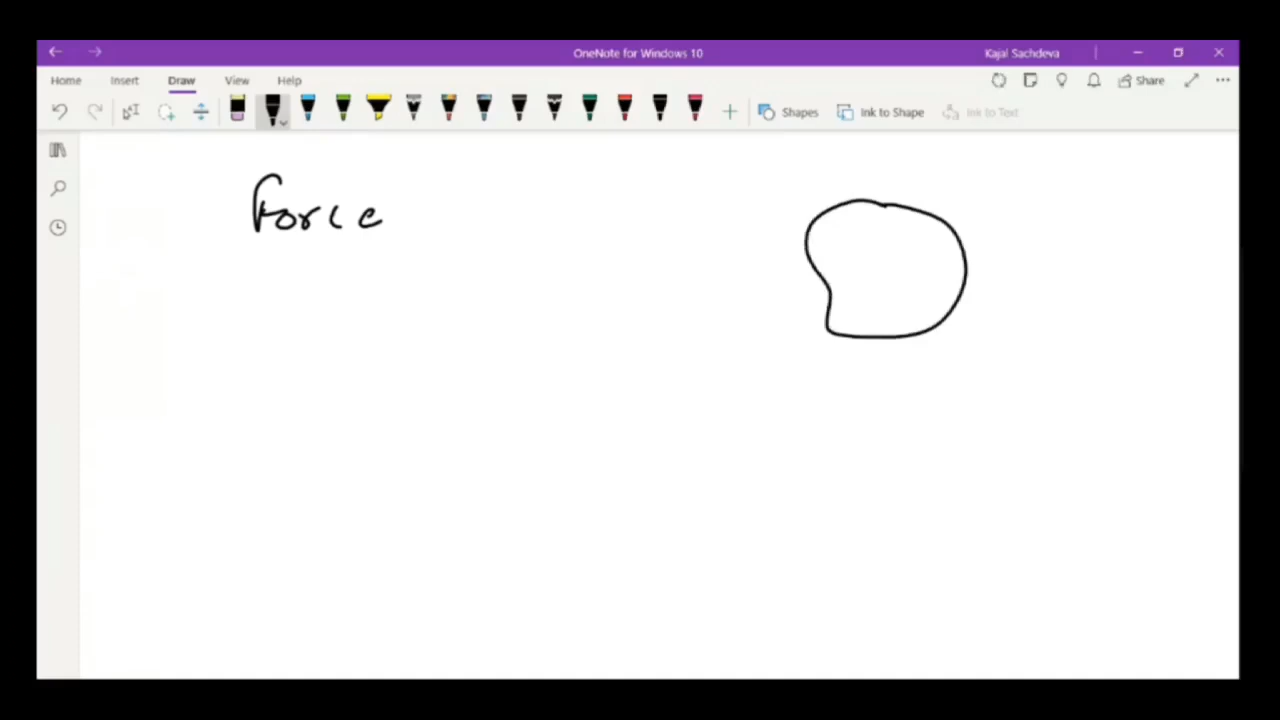 OneNote for Windows 10
Kajal Sachdeva
Home Insert Draw View Help
Share
Shapes Ink to Shape Ink to Text
Force